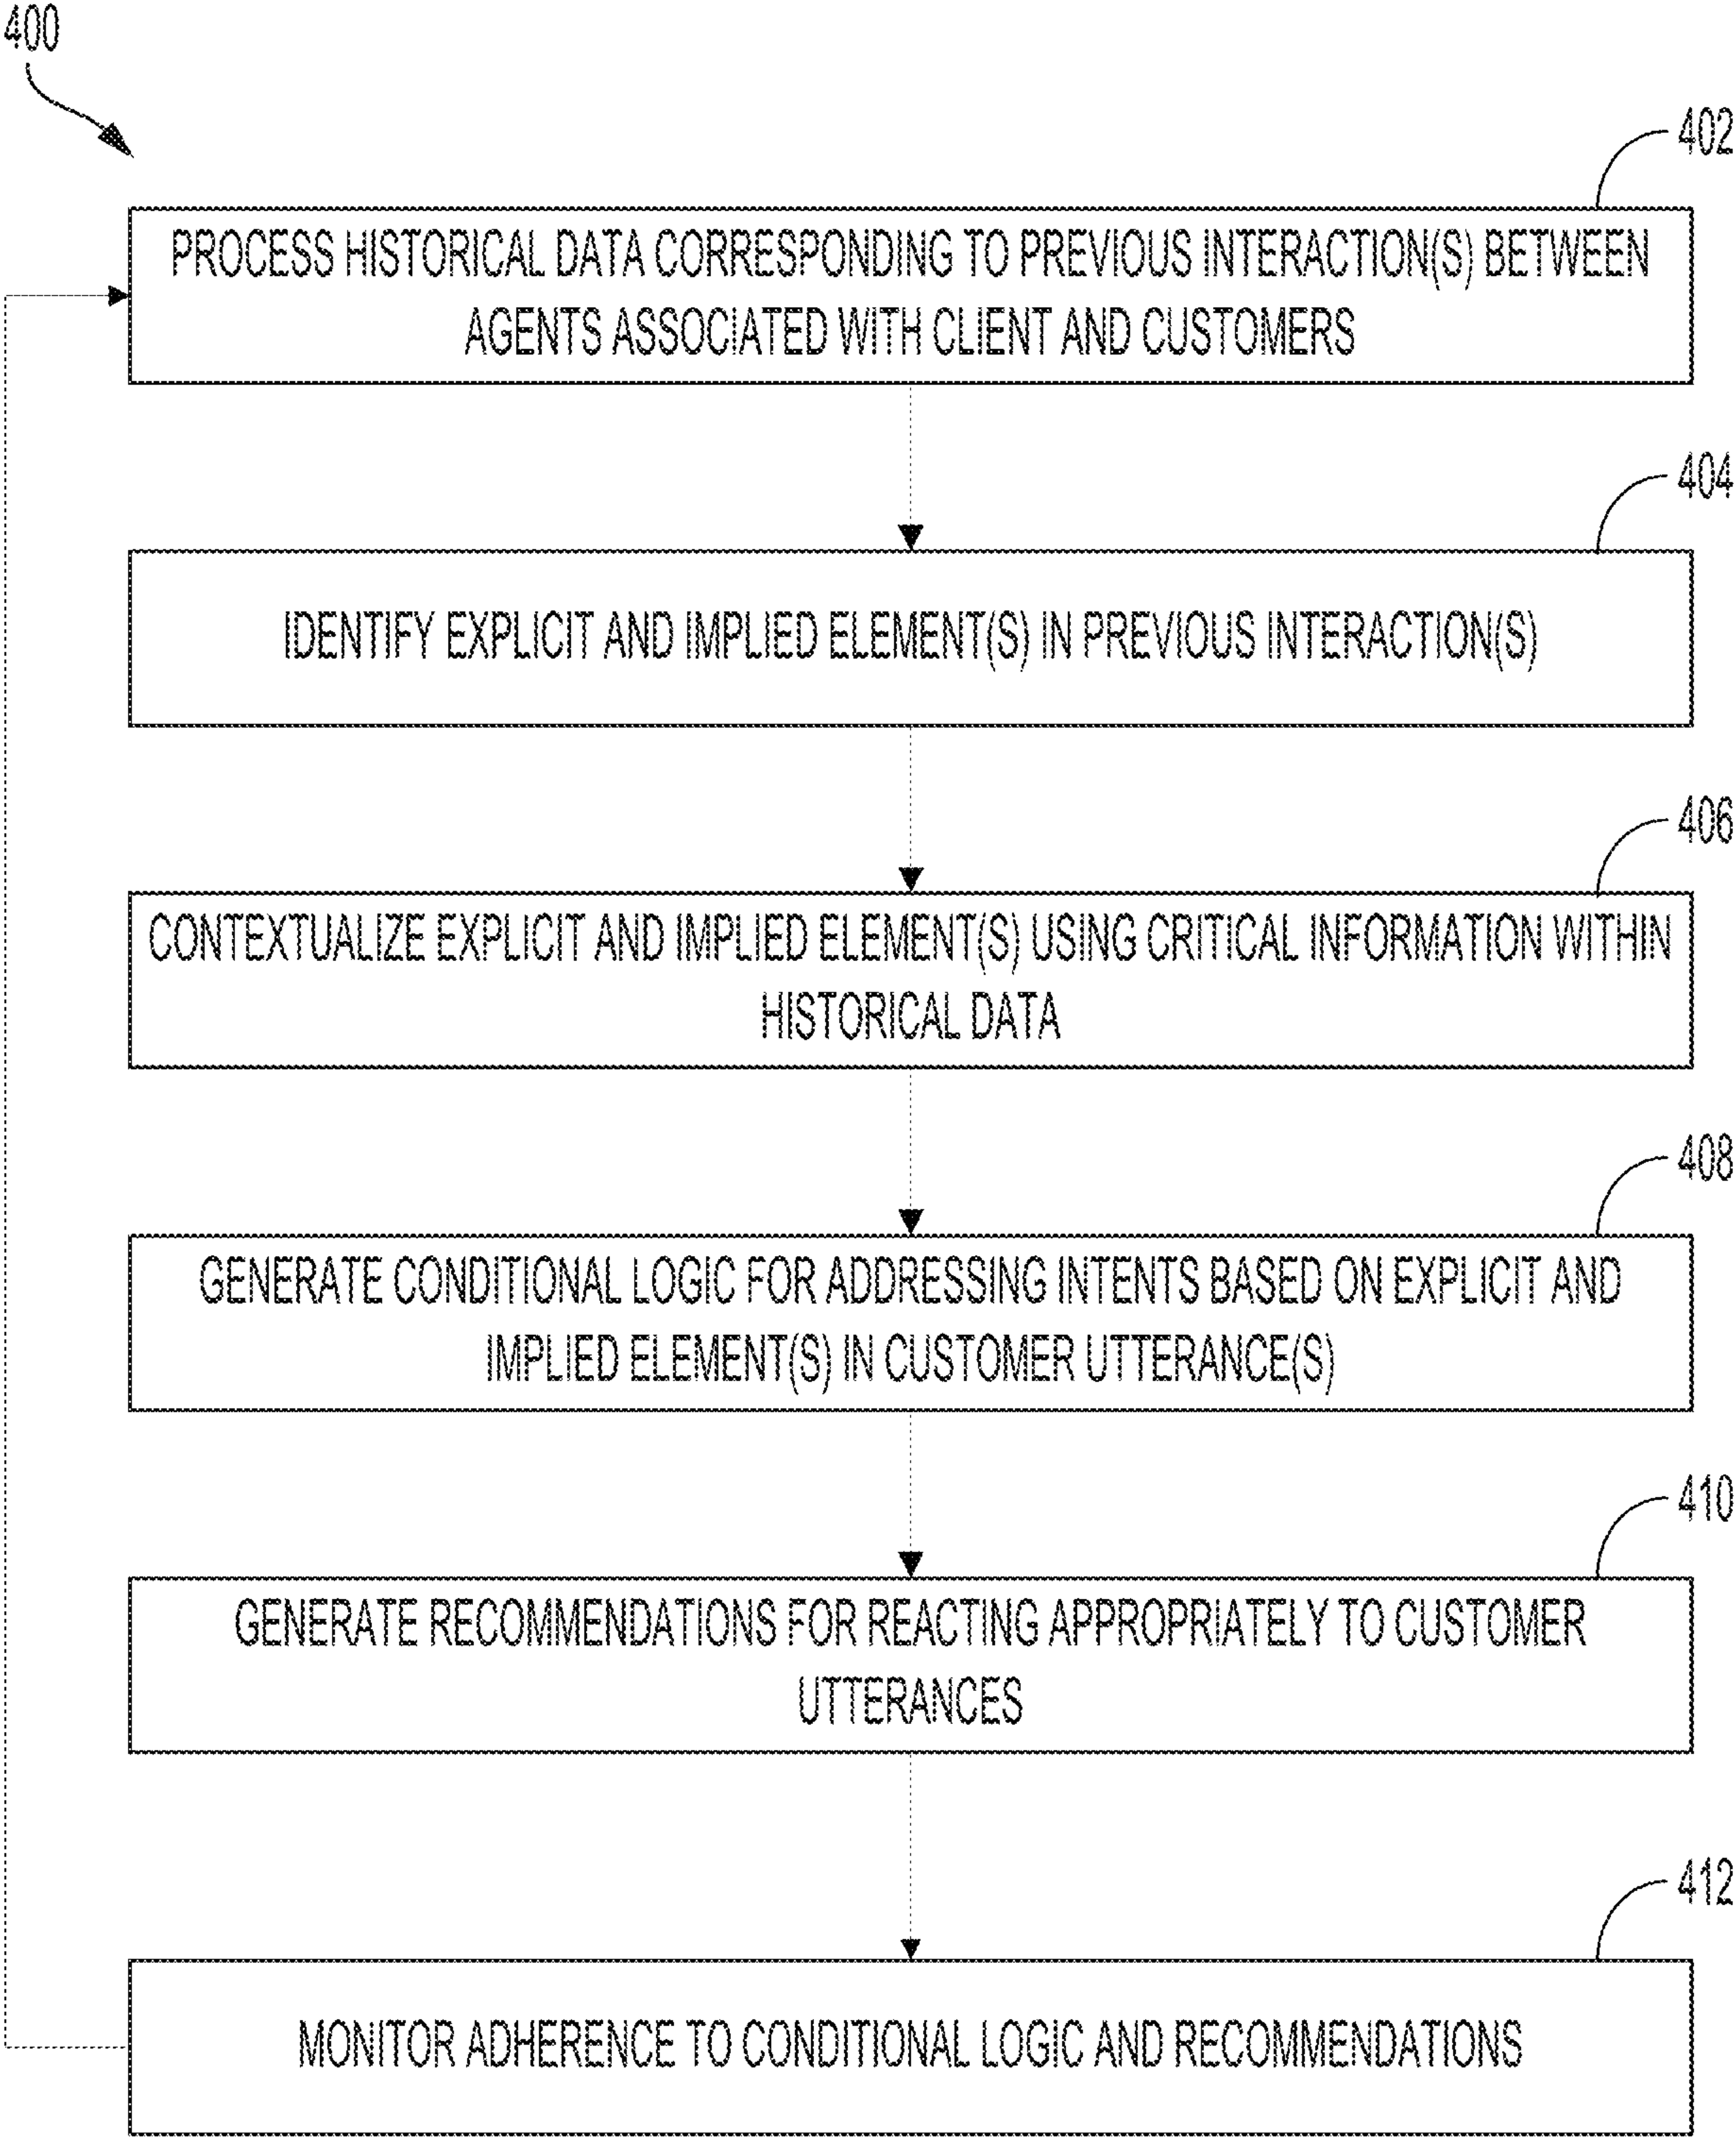 400
402
PROCESS HISTORICAL DATA CORRESPONDING TO PREVIOUS INTERACTION(S) BETWEEN
AGENTS ASSOCIATED WITH CLIENT AND CUSTOMERS
404
IDENTIFY EXPLICIT AND IMPLIED ELEMENT(S) IN PREVIOUS INTERACTION(S)
406
CONTEXTUALIZE EXPLICIT AND IMPLIED ELEMENT(S) USING CRITICAL INFORMATION WITHIN
HISTORICAL DATA
408
GENERATE CONDITIONAL LOGIC FOR ADDRESSING INTENTS BASED ON EXPLICIT AND
IMPLIED ELEMENT(S) IN CUSTOMER UTTERANCE(S)
410
GENERATE RECOMMENDATIONS FOR REACTING APPROPRIATELY TO CUSTOMER
UTTERANCES
412
MONITOR ADHERENCE TO CONDITIONAL LOGIC AND RECOMMENDATIONS